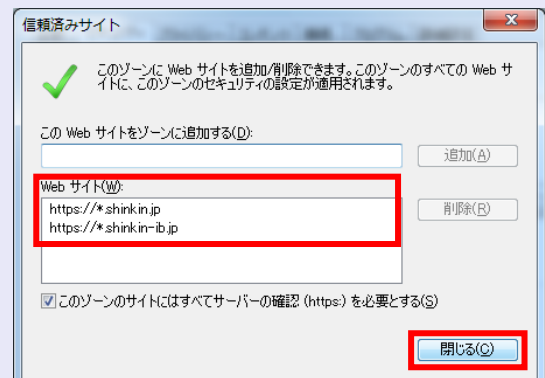 信頼済みサイト
このゾーンに Web サイトを追加/削除できます。このゾーンのすべての Web サ
イトに、このゾーンのセキュリティの設定が適用されます。
この Web サイトをゾーンに追加する(D):
追加(A)
Web サイト(W):
https://*.shinkin.jp
https://*.shinkin-ib.jp
削除(R)
このゾーンのサイトにはすべてサーバーの確認 (https:) を必要とする(S)
閉じる(C)